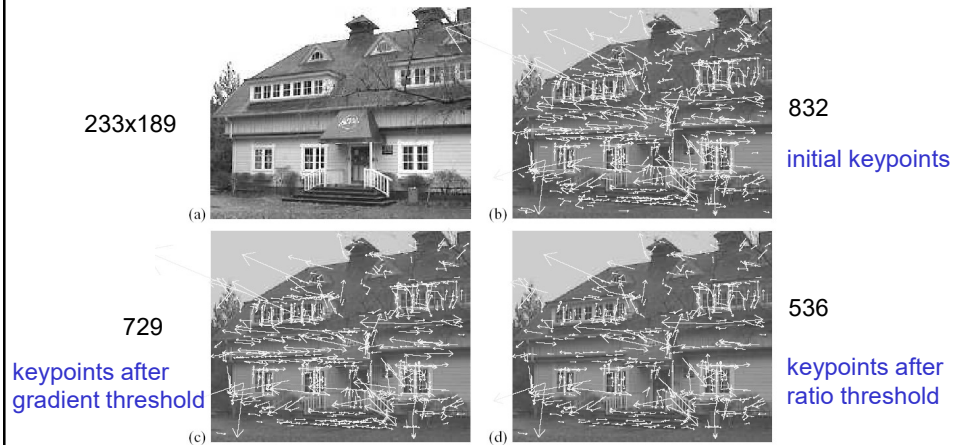 233x189
(a)
(b)
832
initial keypoints
729
keypoints after
gradient threshold
(c)
(d)
536
keypoints after
ratio threshold